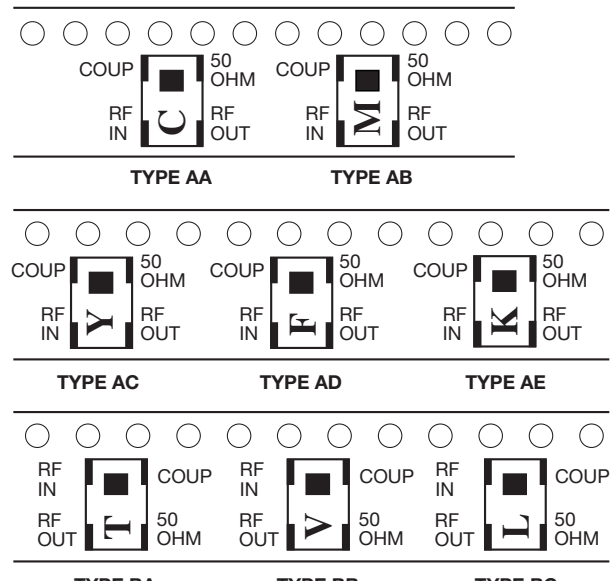 COUP 50 OHM COUP 50 OHM
C M
RF IN RF OUT RF IN RF OUT
TYPE AA TYPE AB
COUP 50 OHM COUP 50 OHM COUP 50 OHM
Y F K
RF IN RF OUT RF IN RF OUT RF IN RF OUT
TYPE AC TYPE AD TYPE AE
RF IN COUP RF IN COUP RF IN COUP
T V L
RF OUT 50 OHM RF OUT 50 OHM RF OUT 50 OHM